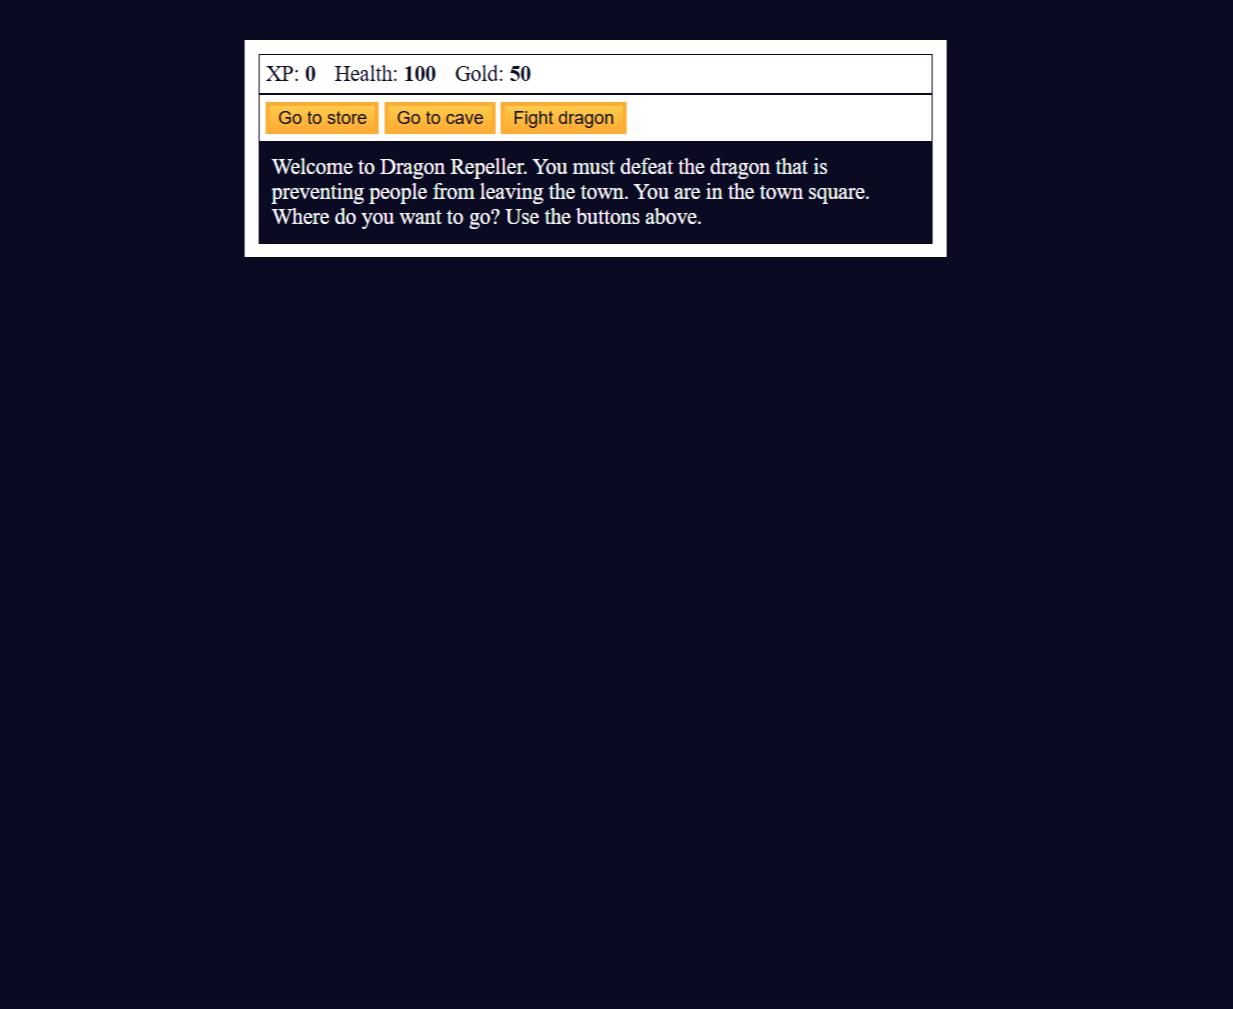 XP: 0 Health: 100 Gold: 50
Go to store Go to cave Fight dragon
Welcome to Dragon Repeller. You must defeat the dragon that is
preventing people from leaving the town. You are in the town square.
Where do you want to go? Use the buttons above.